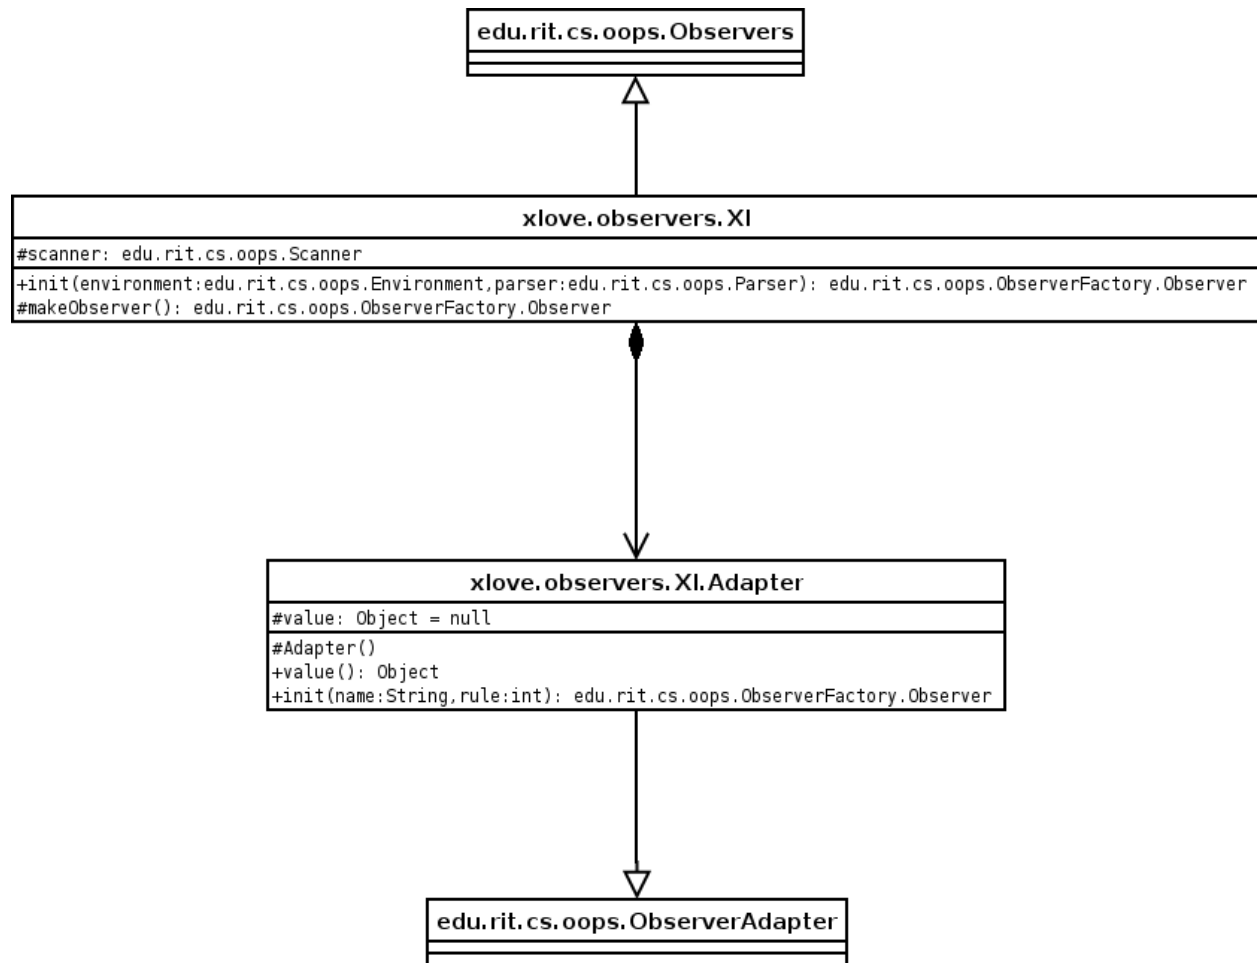 edu.rit.cs.oops.Observers
xlove.observers.Xl
#scanner: edu.rit.cs.oops.Scanner
+init(environment:edu.rit.cs.oops.Environment,parser:edu.rit.cs.oops.Parser): edu.rit.cs.oops.ObserverFactory.Observer
#makeObserver(): edu.rit.cs.oops.ObserverFactory.Observer
xlove.observers.Xl.Adapter
#value: Object = null
#Adapter()
+value(): Object
+init(name:String,rule:int): edu.rit.cs.oops.ObserverFactory.Observer
edu.rit.cs.oops.ObserverAdapter